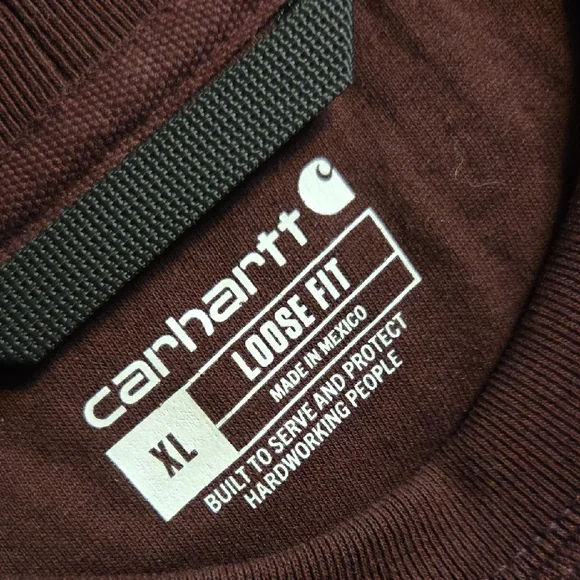 carhartt
XL
LOOSE FIT
MADE IN MEXICO
BUILT TO SERVE AND PROTECT
HARDWORKING PEOPLE